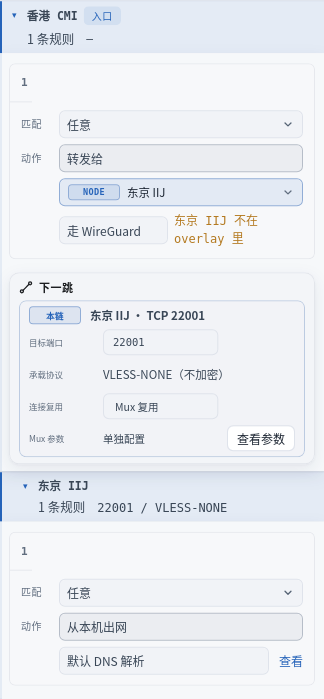 香港 CMI 入口
1 条规则 —
1
匹配 任意
动作 转发给
NODE 东京 IIJ
走 WireGuard 东京 IIJ 不在
overlay 里
下一跳
本链 东京 IIJ · TCP 22001
目标端口 22001
承载协议 VLESS-NONE（不加密）
连接复用 Mux 复用
Mux 参数 单独配置 查看参数
东京 IIJ
1 条规则 22001 / VLESS-NONE
1
匹配 任意
动作 从本机出网
默认 DNS 解析 查看